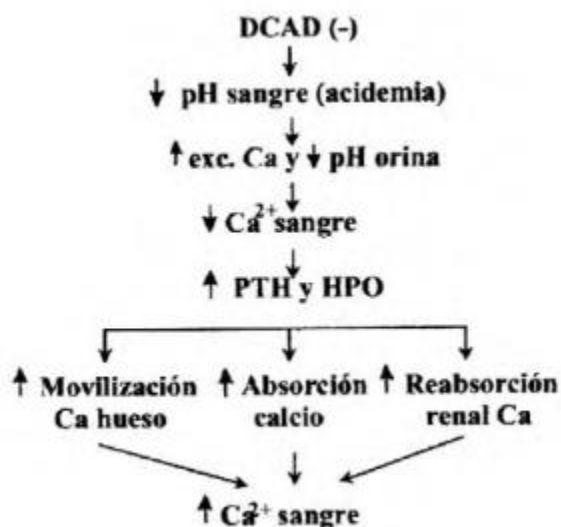 DCAD (-)
↓ pH sangre (acidemia)
↑ exc. Ca y ↓ pH orina
↓ Ca²⁺ sangre
↑ PTH y HPO
↑ Movilización ↑ Absorción ↑ Reabsorción
Ca hueso calcio renal Ca
↑ Ca²⁺ sangre